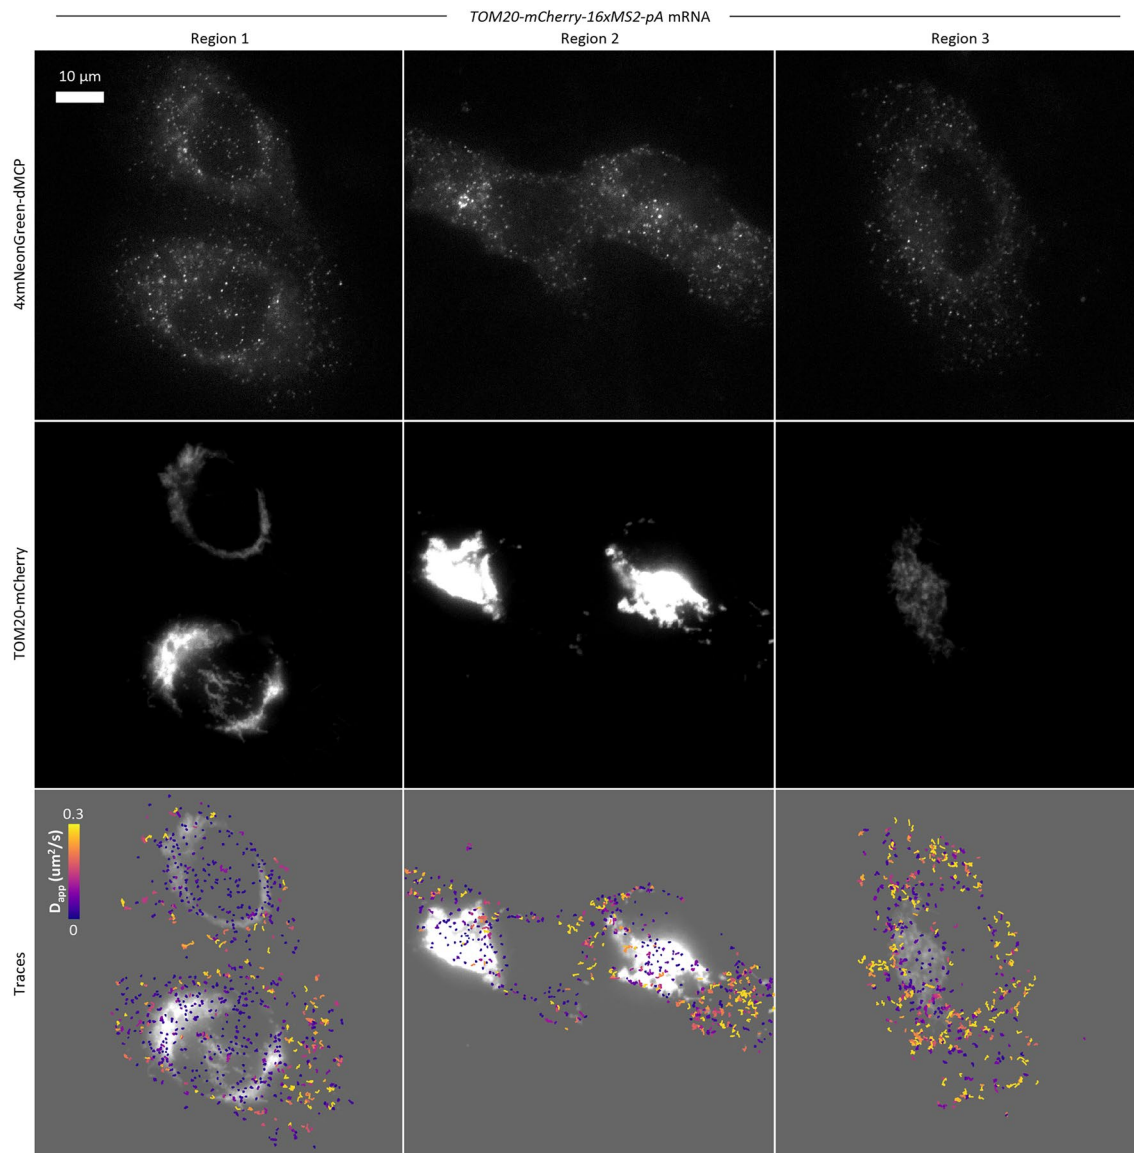 TOM20-mCherry-16xMS2-pA mRNA
Region 1
Region 2
Region 3
10 μm
4xmNeonGreen-dMCP
TOM20-mCherry
0.3
D_app (um²/s)
0
Traces